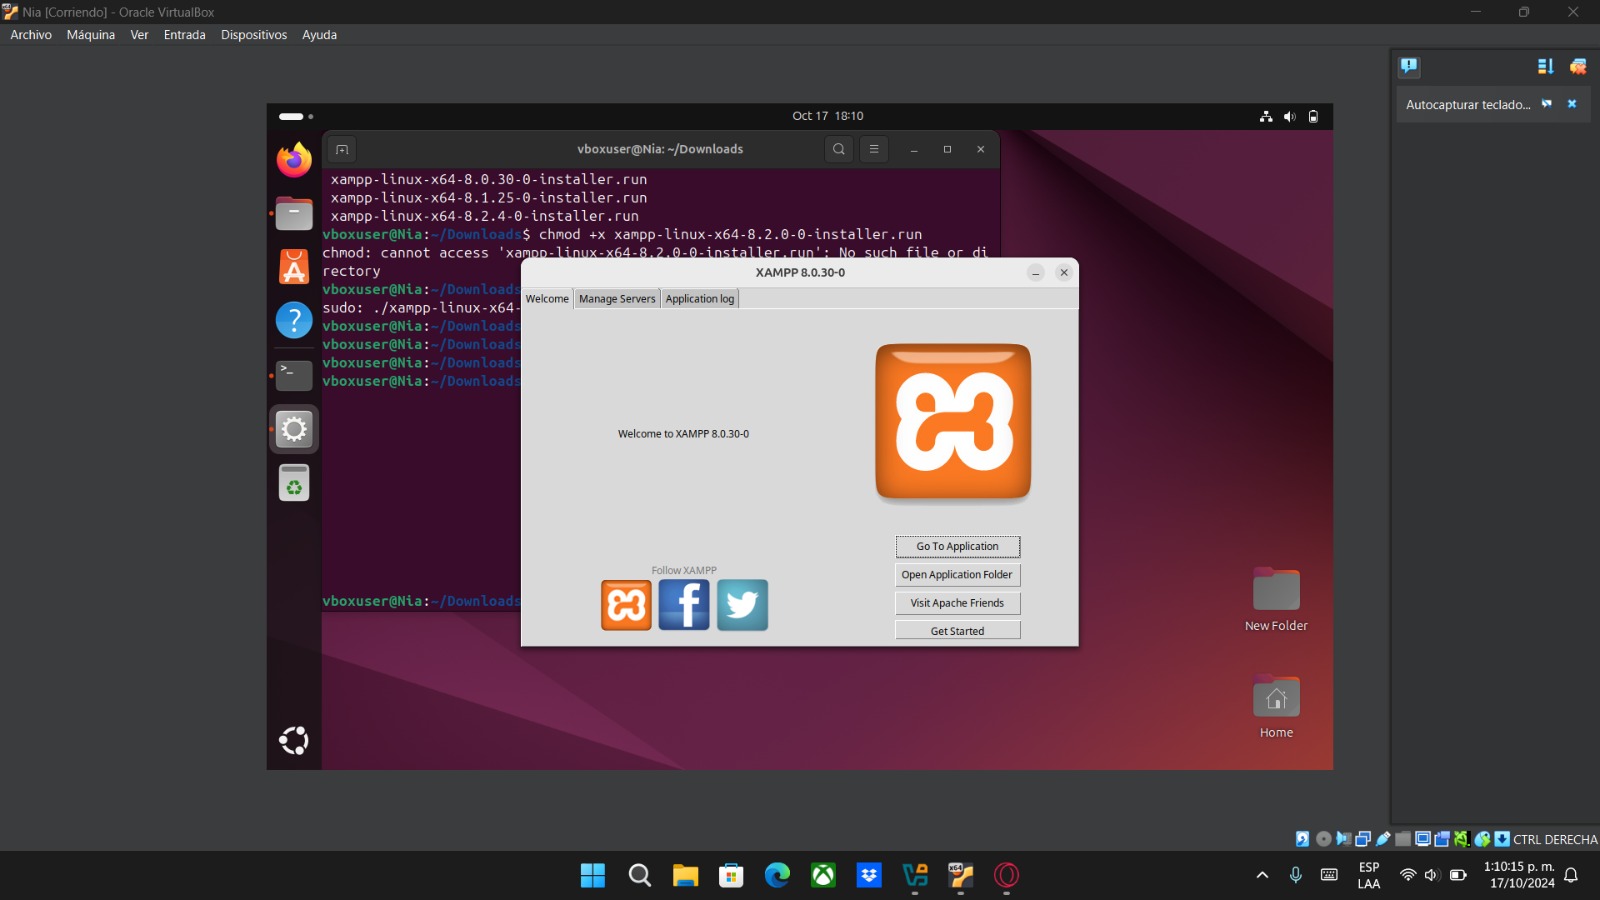 Nia [Corriendo] - Oracle VirtualBox
Archivo Máquina Ver Entrada Dispositivos Ayuda
Autocapturar teclado...
Oct 17 18:10
vboxuser@Nia: ~/Downloads
xampp-linux-x64-8.0.30-0-installer.run
xampp-linux-x64-8.1.25-0-installer.run
xampp-linux-x64-8.2.4-0-installer.run
vboxuser@Nia:~/Downloads$ chmod +x xampp-linux-x64-8.2.0-0-installer.run
chmod: cannot access 'xampp-linux-x64-8.2.0-0-installer.run': No such file or di
rectory
vboxuser@Nia:~/Downloads
sudo: ./xampp-linux-x64-
vboxuser@Nia:~/Downloads
vboxuser@Nia:~/Downloads
vboxuser@Nia:~/Downloads
vboxuser@Nia:~/Downloads
vboxuser@Nia:~/Downloads
XAMPP 8.0.30-0
Welcome Manage Servers Application log
Welcome to XAMPP 8.0.30-0
Go To Application
Open Application Folder
Visit Apache Friends
Get Started
Follow XAMPP
New Folder
Home
CTRL DERECHA
ESP
LAA
1:10:15 p. m.
17/10/2024